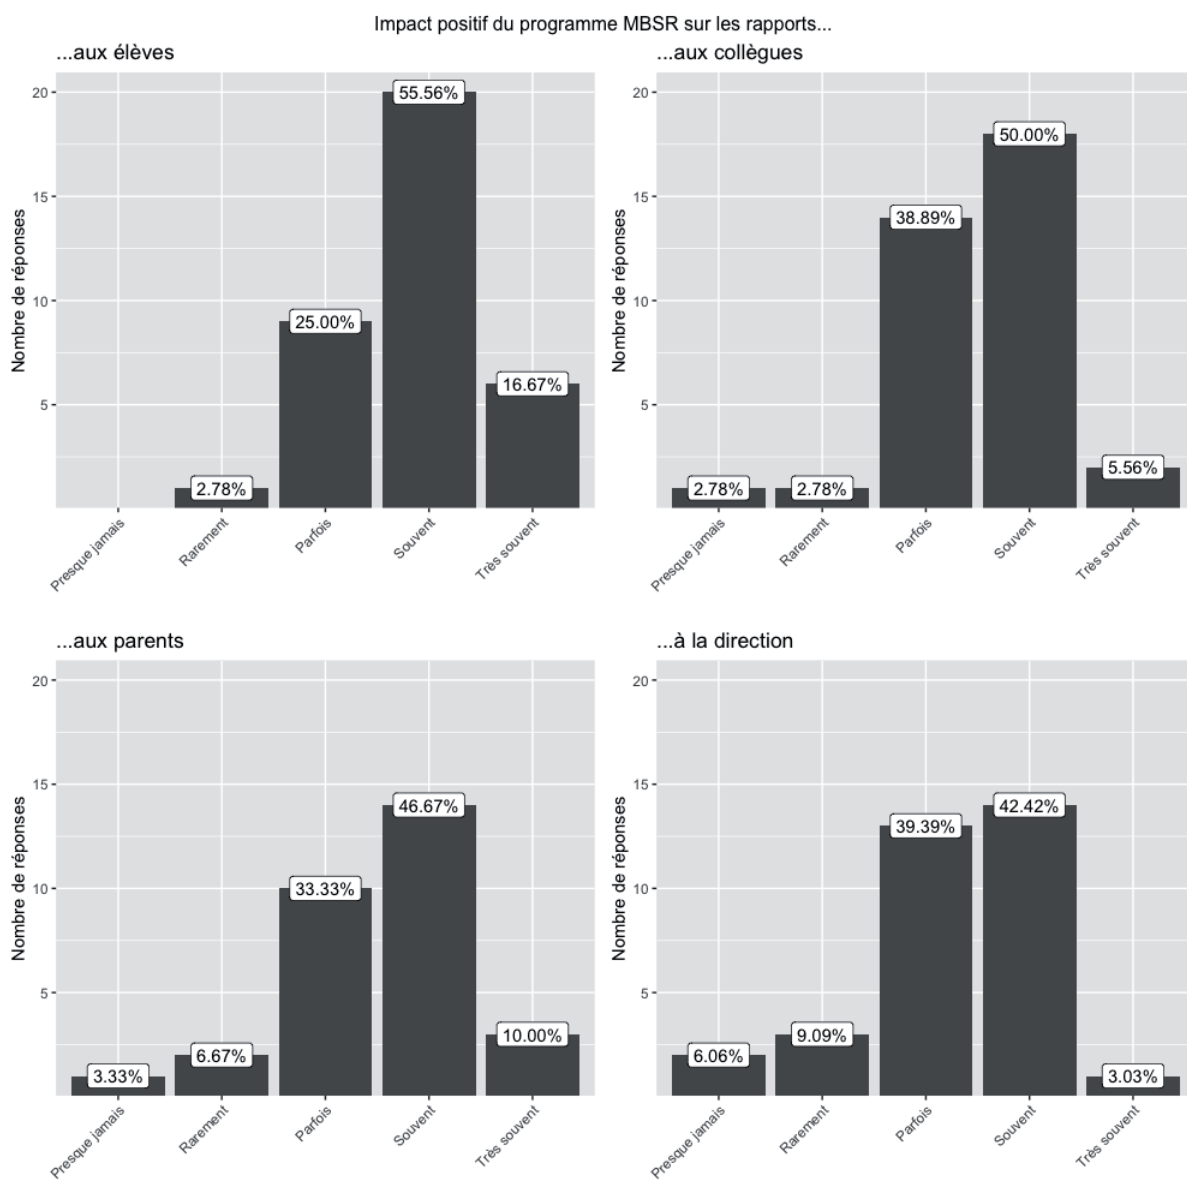 Impact positif du programme MBSR sur les rapports...
...aux élèves
20
15
10
5
Nombre de réponses
2.78%
25.00%
55.56%
16.67%
Presque jamais
Rarement
Parfois
Souvent
Très souvent
...aux collègues
20
15
10
5
Nombre de réponses
2.78%
2.78%
38.89%
50.00%
5.56%
Presque jamais
Rarement
Parfois
Souvent
Très souvent
...aux parents
20
15
10
5
Nombre de réponses
3.33%
6.67%
33.33%
46.67%
10.00%
Presque jamais
Rarement
Parfois
Souvent
Très souvent
...à la direction
20
15
10
5
Nombre de réponses
6.06%
9.09%
39.39%
42.42%
3.03%
Presque jamais
Rarement
Parfois
Souvent
Très souvent